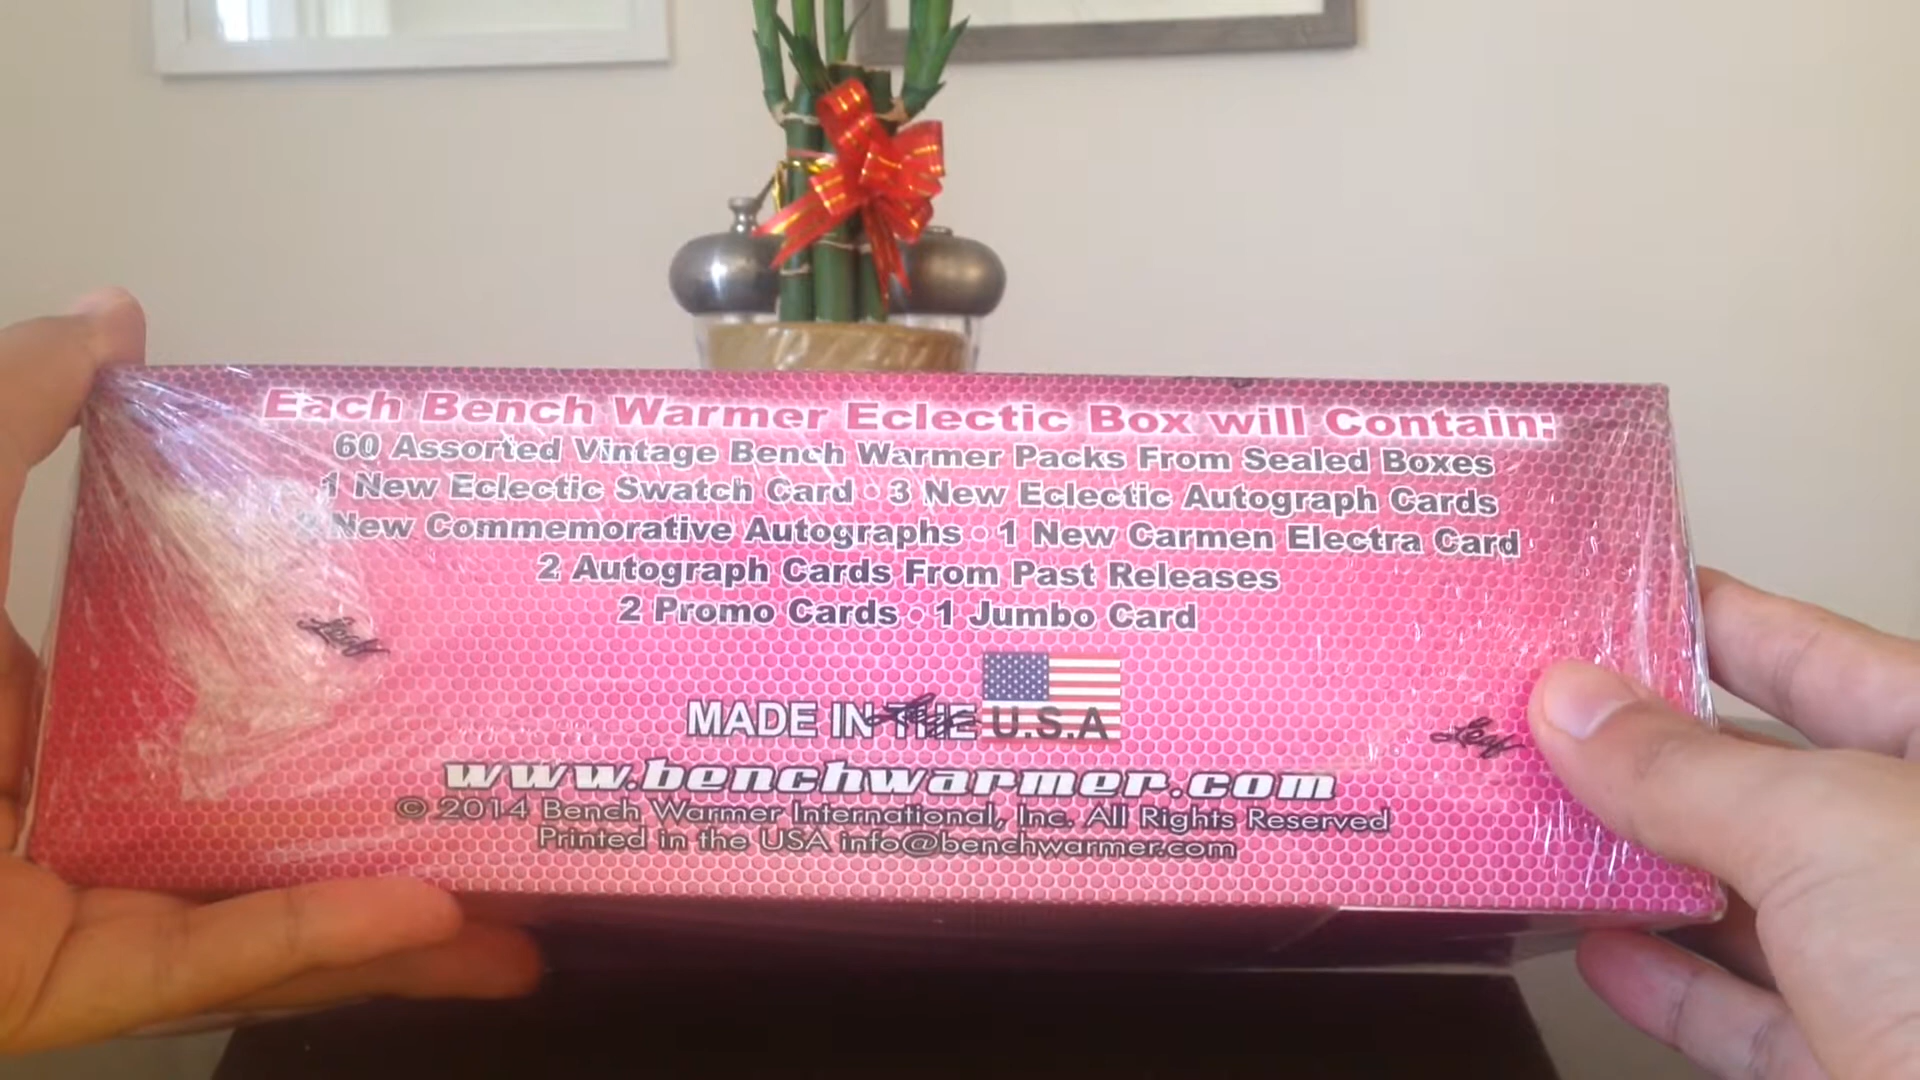 Each Bench Warmer Eclectic Box will Contain:
60 Assorted Vintage Bench Warmer Packs From Sealed Boxes
1 New Eclectic Swatch Card • 3 New Eclectic Autograph Cards
New Commemorative Autographs • 1 New Carmen Electra Card
2 Autograph Cards From Past Releases
2 Promo Cards • 1 Jumbo Card
MADE IN THE U.S.A
www.benchwarmer.com
© 2014 Bench Warmer International, Inc. All Rights Reserved
Printed in the USA info@benchwarmer.com